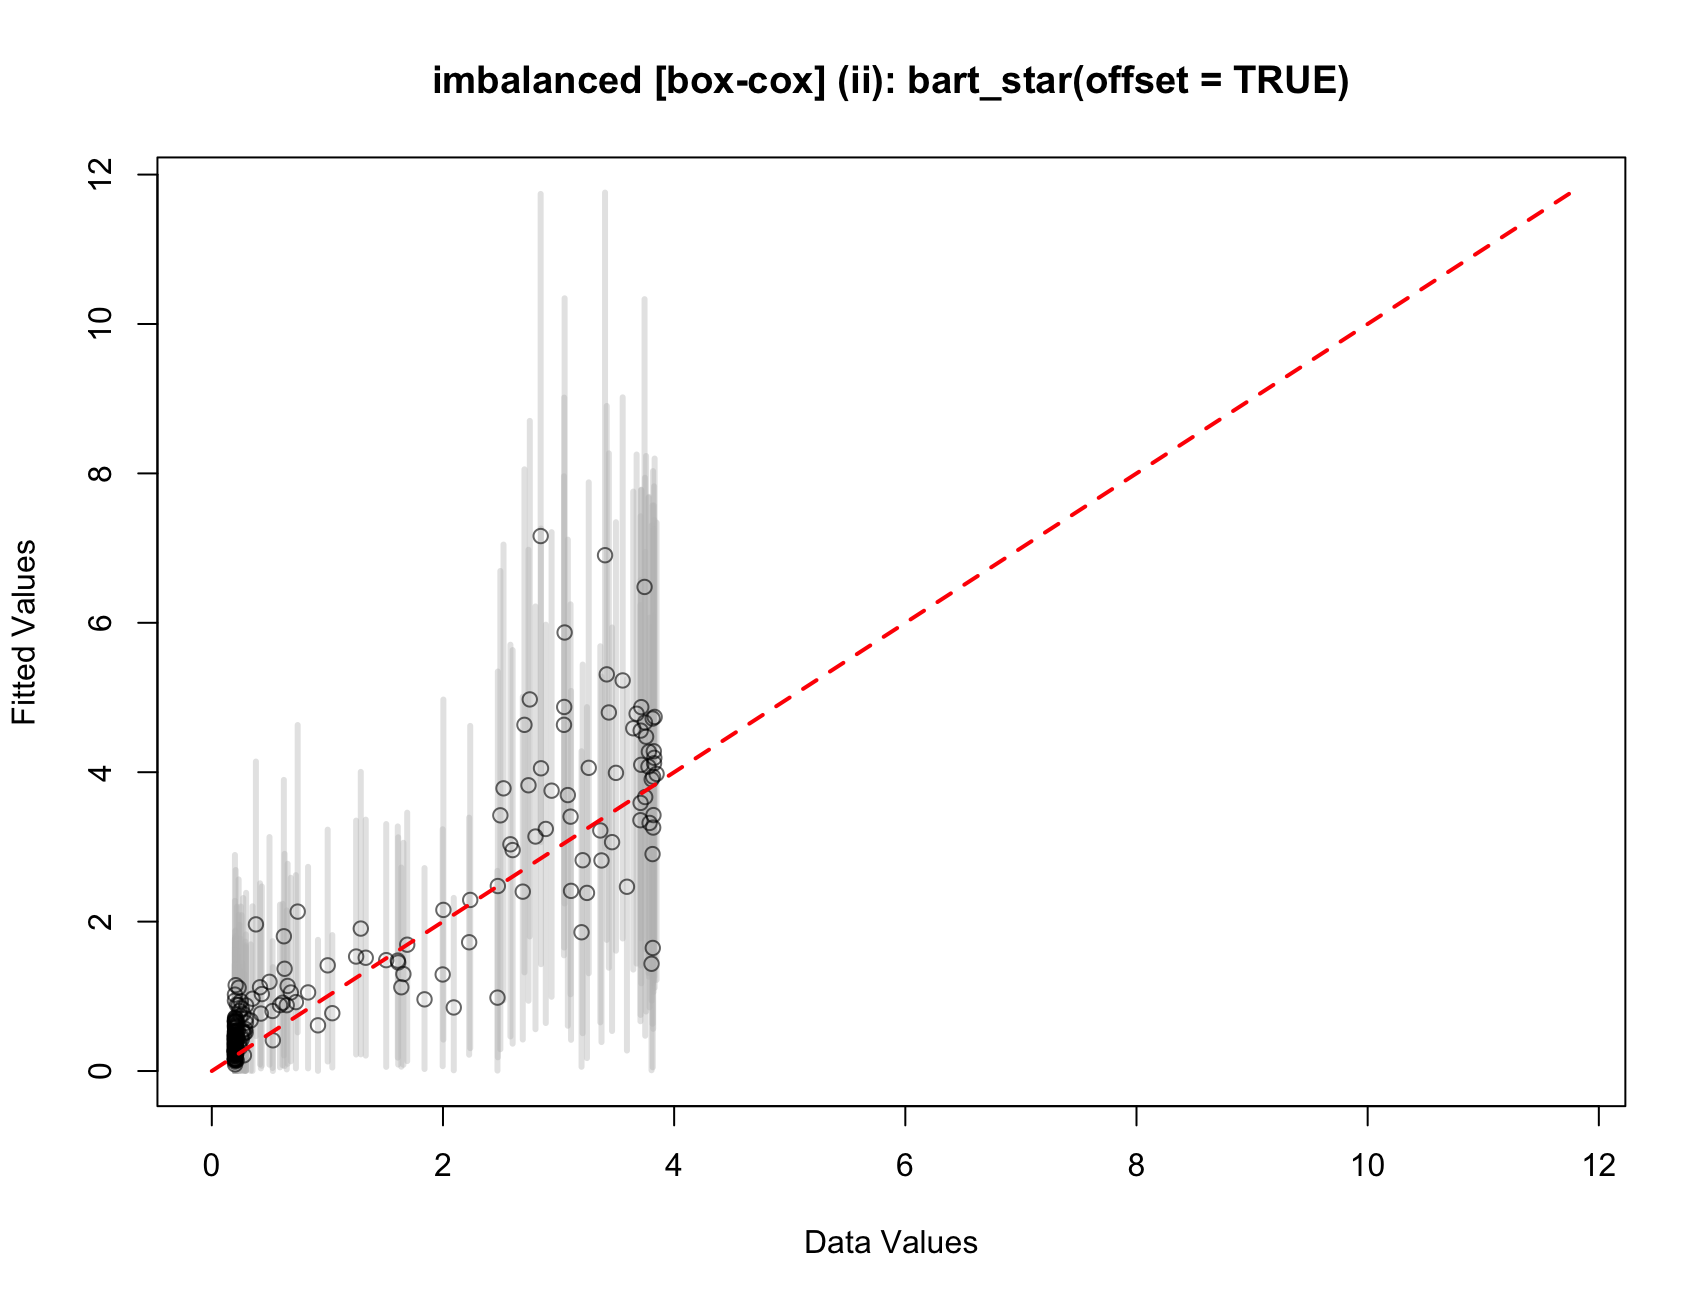 imbalanced [box-cox] (ii): bart_star(offset = TRUE)
12
10
8
6
4
2
0
Fitted Values
0 2 4 6 8 10 12
Data Values